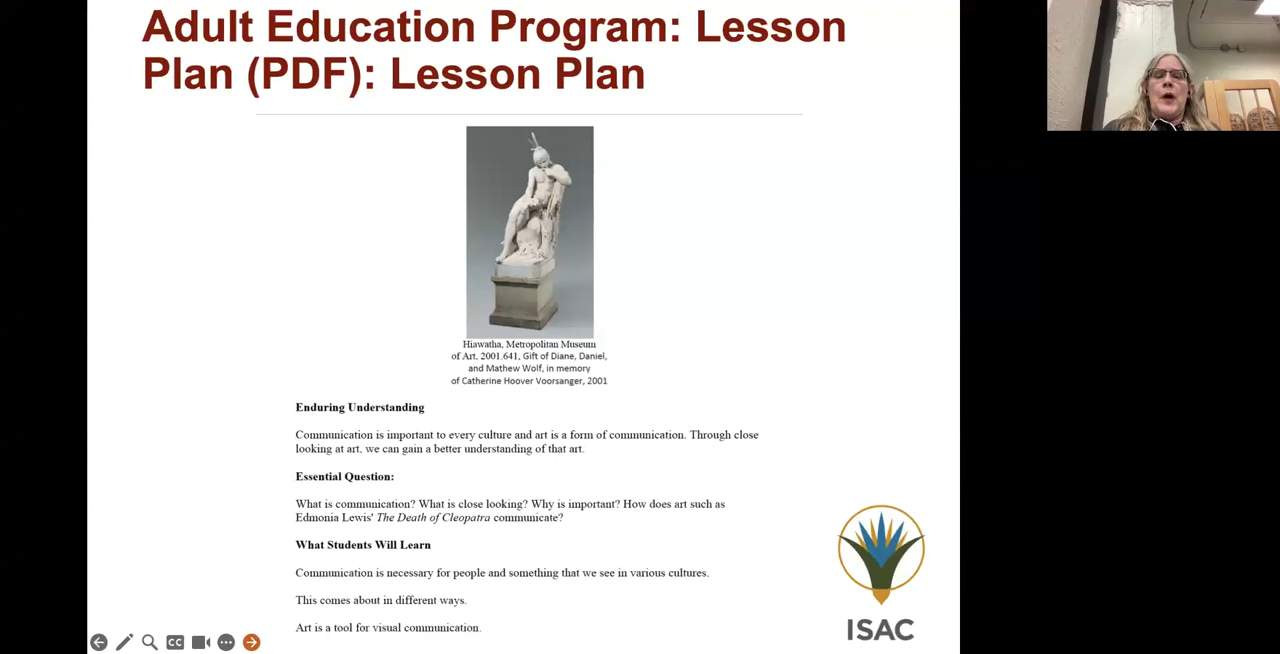 Adult Education Program: Lesson
Plan (PDF): Lesson Plan
Hiawatha, Metropolitan Museum
of Art, 2001.641, Gift of Diane, Daniel,
and Mathew Wolf, in memory
of Catherine Hoover Voorsanger, 2001
Enduring Understanding
Communication is important to every culture and art is a form of communication. Through close
looking at art, we can gain a better understanding of that art.
Essential Question:
What is communication? What is close looking? Why is important? How does art such as
Edmonia Lewis' The Death of Cleopatra communicate?
What Students Will Learn
Communication is necessary for people and something that we see in various cultures.
This comes about in different ways.
Art is a tool for visual communication.
CC
ISAC